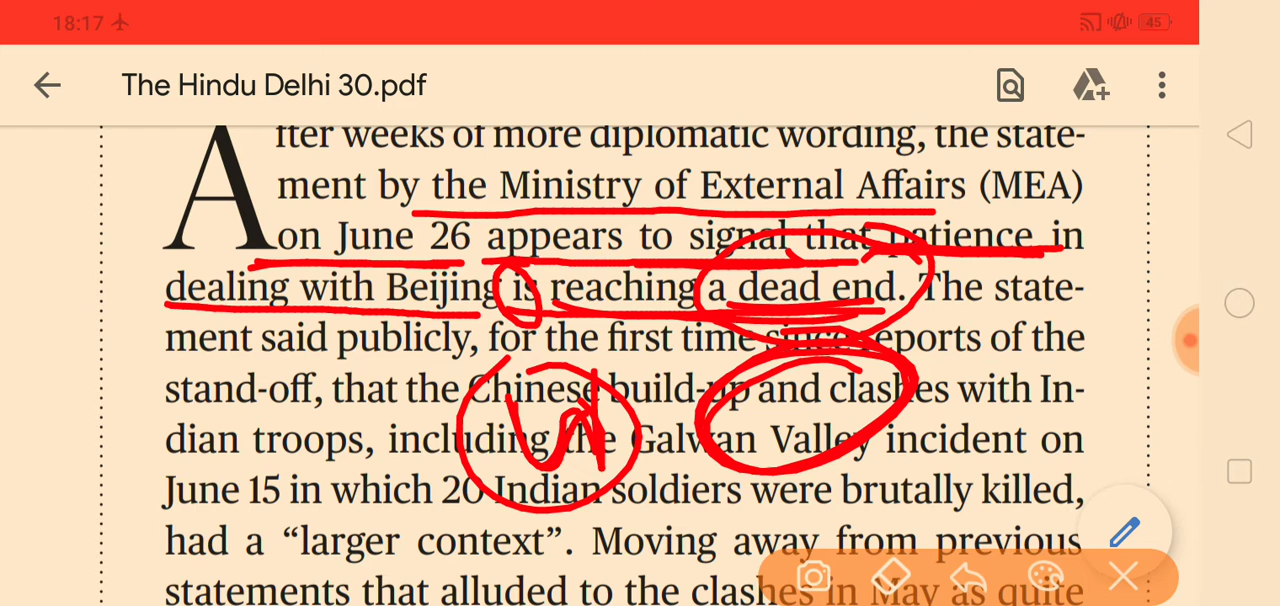 18:17
45
The Hindu Delhi 30.pdf
After weeks of more diplomatic wording, the state-
ment by the Ministry of External Affairs (MEA)
on June 26 appears to signal that patience in
dealing with Beijing is reaching a dead end. The state-
ment said publicly, for the first time since reports of the
stand-off, that the Chinese build-up and clashes with In-
dian troops, including the Galwan Valley incident on
June 15 in which 20 Indian soldiers were brutally killed,
had a “larger context”. Moving away from previous
statements that alluded to the clashes in May as quite